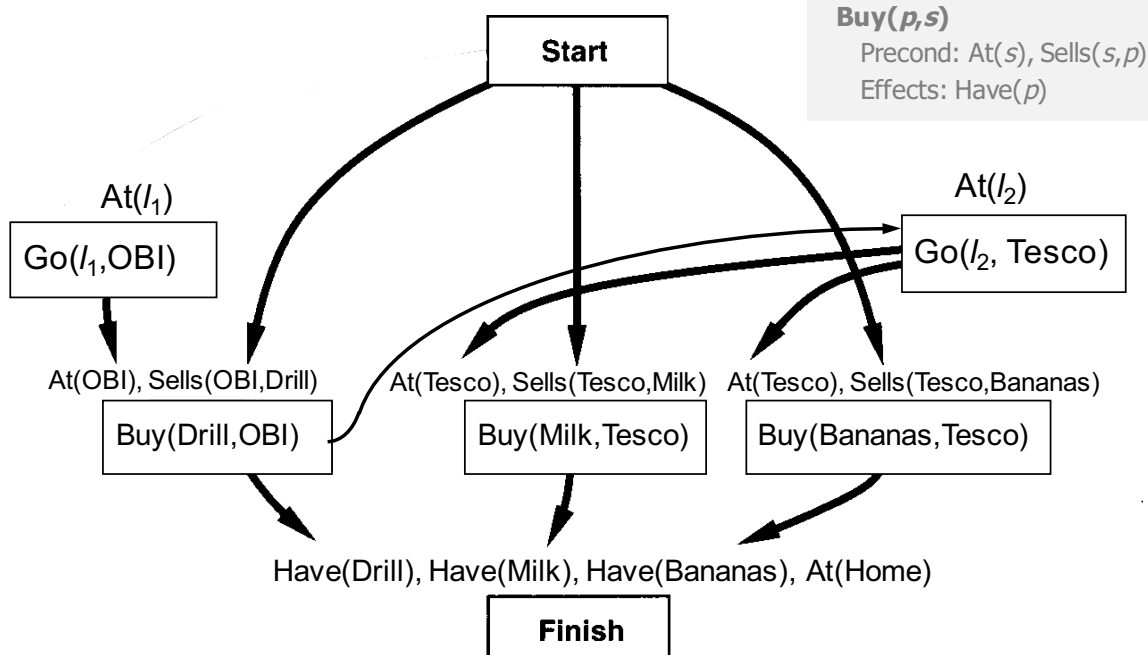 Buy(p,s)
Precond: At(s), Sells(s,p)
Effects: Have(p)
Start
At(l₁)
Go(l₁,OBI)
At(l₂)
Go(l₂, Tesco)
At(OBI), Sells(OBI,Drill)
At(Tesco), Sells(Tesco,Milk)
At(Tesco), Sells(Tesco,Bananas)
Buy(Drill,OBI)
Buy(Milk,Tesco)
Buy(Bananas,Tesco)
Have(Drill), Have(Milk), Have(Bananas), At(Home)
Finish